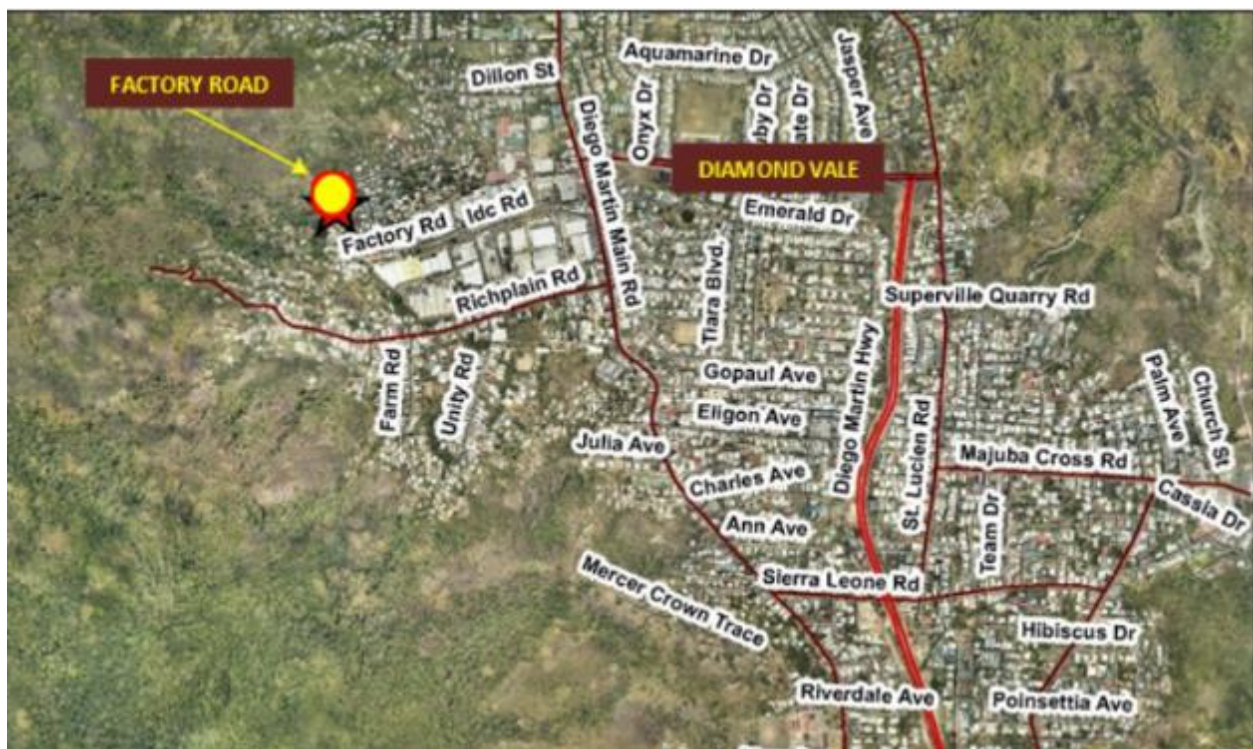 Aquamarine Dr
Jasper Ave
Dillon St
FACTORY ROAD
Onyx Dr
Diego Martin Main Rd
DIAMOND VALE
Emerald Dr
Idc Rd
Factory Rd
Richplain Rd
Tiara Blvd.
Superville Quarry Rd
Farm Rd
Unity Rd
Gopaul Ave
Eligon Ave
Diego Martin Hwy
Palm Ave
Church St
Julia Ave
Charles Ave
St. Lucien Rd
Majuba Cross Rd
Cassia Dr
Ann Ave
Team Dr
Mercer Crown Trace
Sierra Leone Rd
Hibiscus Dr
Riverdale Ave
Poinsettia Ave